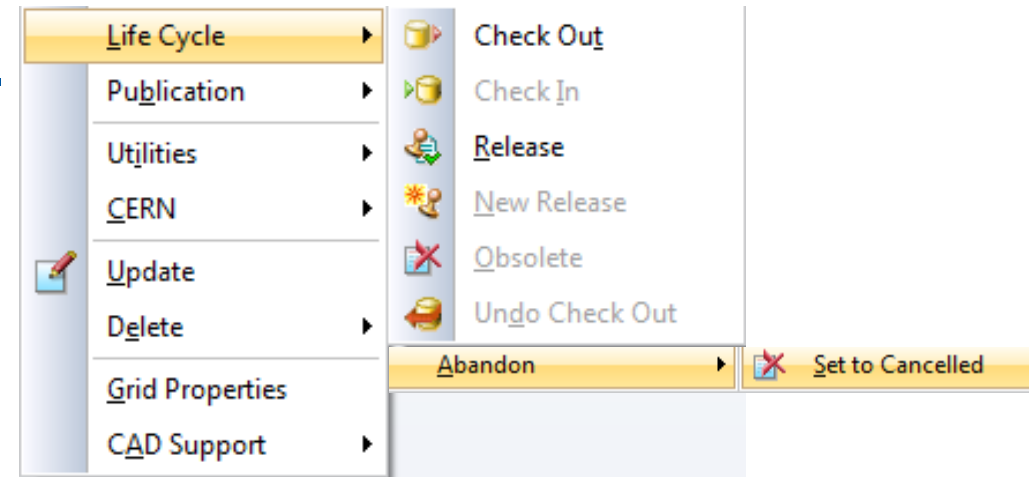 Life Cycle
Publication
Utilities
CERN
Update
Delete
Grid Properties
CAD Support
Check Out
Check In
Release
New Release
Obsolete
Undo Check Out
Abandon
Set to Cancelled